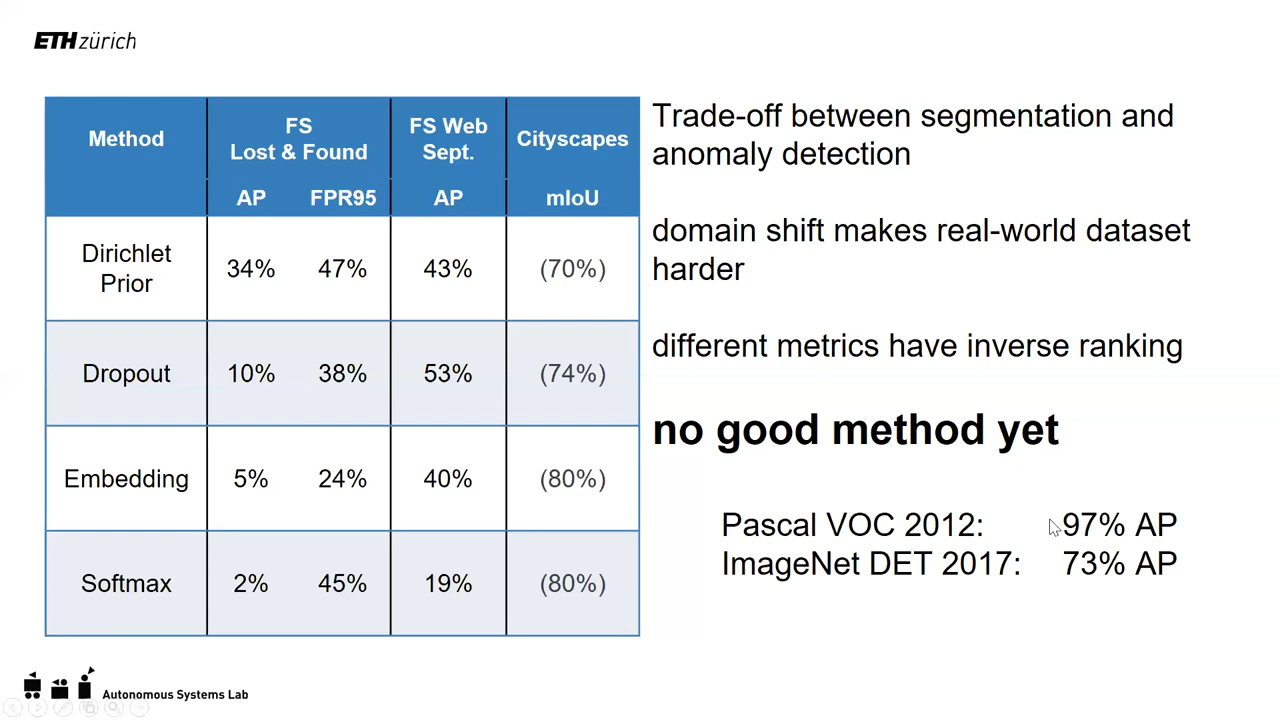 ETH zürich
Method
FS
Lost & Found
FS Web
Sept.
Cityscapes
AP
FPR95
AP
mIoU
Dirichlet
Prior
34%
47%
43%
(70%)
Dropout
10%
38%
53%
(74%)
Embedding
5%
24%
40%
(80%)
Softmax
2%
45%
19%
(80%)
Trade-off between segmentation and
anomaly detection
domain shift makes real-world dataset
harder
different metrics have inverse ranking
no good method yet
Pascal VOC 2012: 97% AP
ImageNet DET 2017: 73% AP
Autonomous Systems Lab